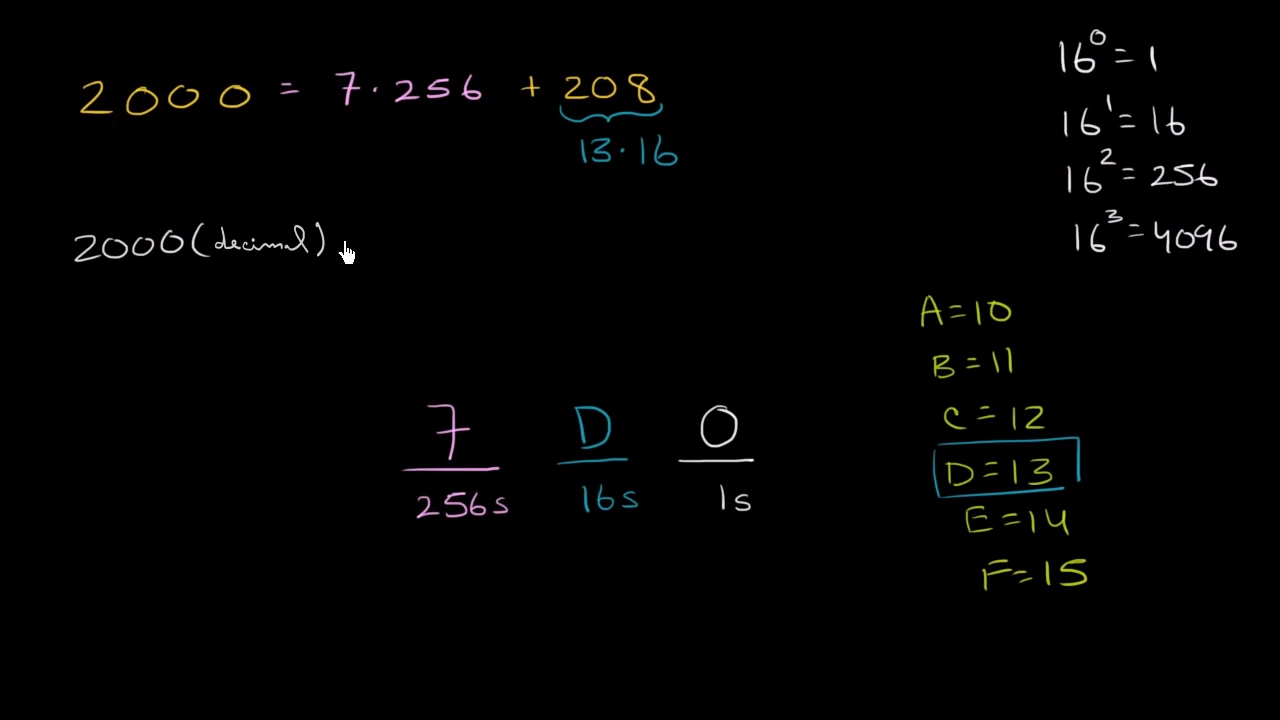 2000 = 7·256 + 208
13·16
2000 (decimal)
16⁰ = 1
16¹ = 16
16² = 256
16³ = 4096
A = 10
B = 11
C = 12
D = 13
E = 14
F = 15
7 D 0
256s 16s 1s